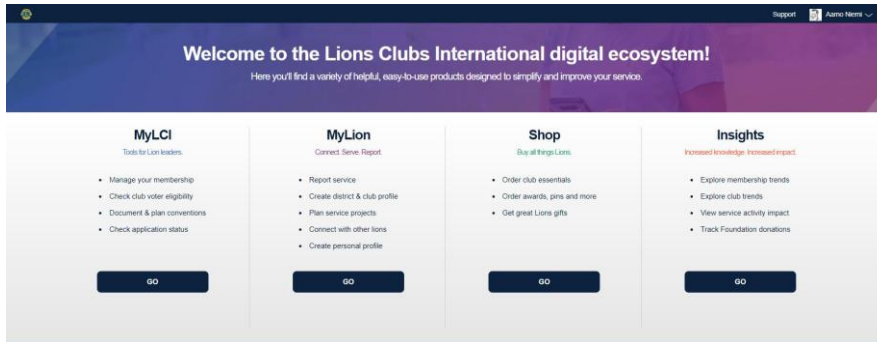 Support Aarno Niemi
Welcome to the Lions Clubs International digital ecosystem!
Here you'll find a variety of helpful, easy-to-use products designed to simplify and improve your service.
MyLCI
Tools for Lion leaders.
Manage your membership
Check club voter eligibility
Document & plan conventions
Check application status
GO
MyLion
Connect. Serve. Report.
Report service
Create district & club profile
Plan service projects
Connect with other lions
Create personal profile
GO
Shop
Buy all things Lions.
Order club essentials
Order awards, pins and more
Get great Lions gifts
GO
Insights
Increased knowledge. Increased impact.
Explore membership trends
Explore club trends
View service activity impact
Track Foundation donations
GO